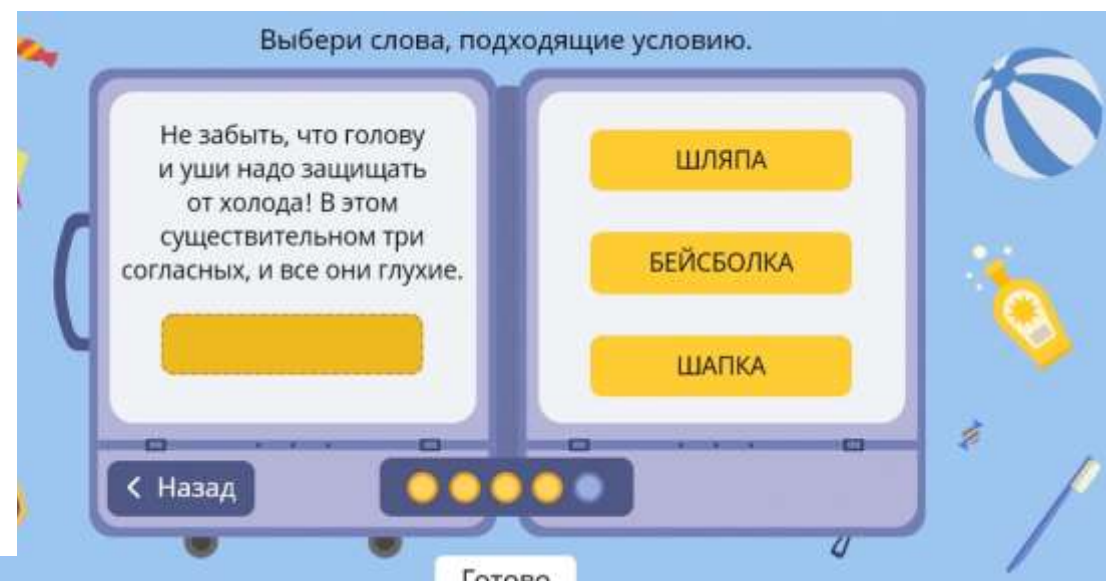 Выбери слова, подходящие условию.
Не забыть, что голову
и уши надо защищать
от холода! В этом
существительном три
согласных, и все они глухие.
ШЛЯПА
БЕЙСБОЛКА
ШАПКА
Назад
Готово